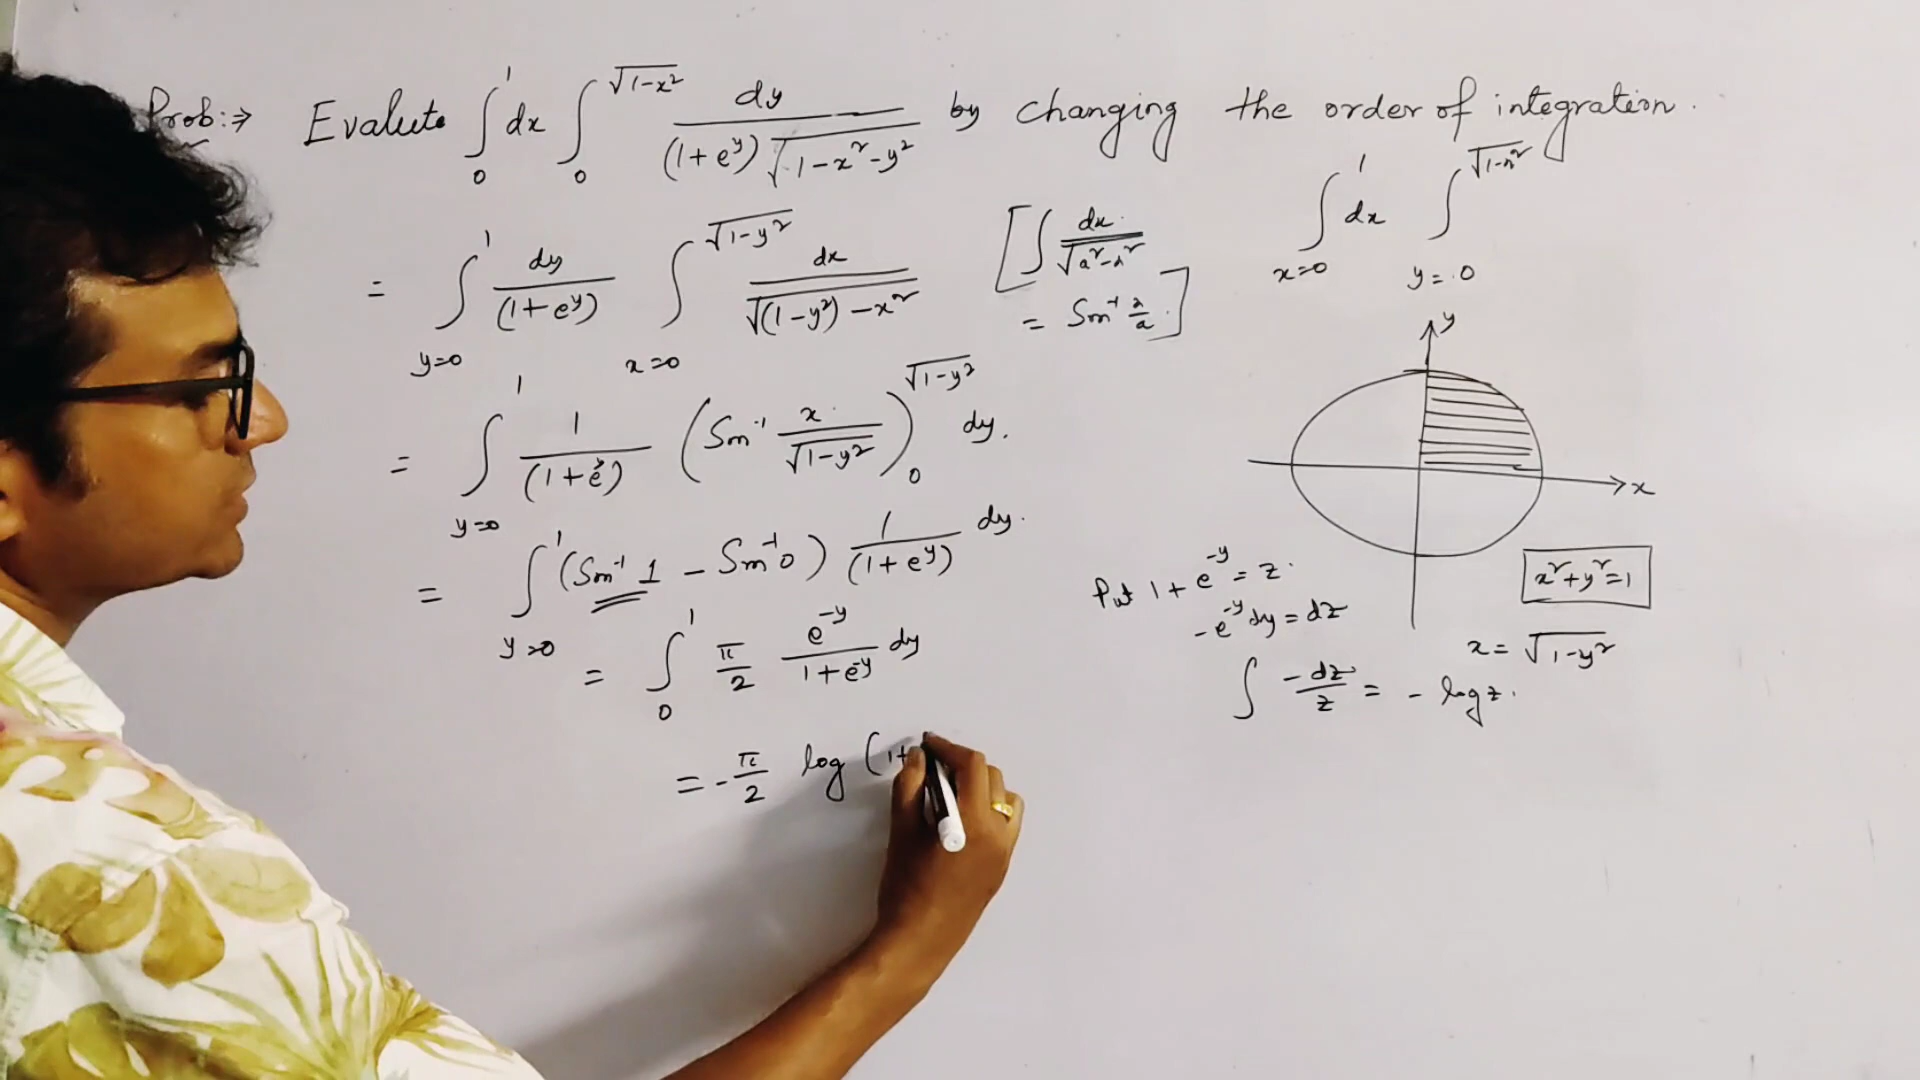 Prob:⇒ Evalute ∫₀¹ dx ∫₀^√(1-x²) dy / ((1+e^y) √(1-x²-y²)) by changing the order of integration.
= ∫_{y=0}^{1} dy/(1+e^y) ∫_{x=0}^{√(1-y²)} dx/√((1-y²)-x²)
[∫ dx/√(a²-x²)
= Sin⁻¹ x/a]
= ∫_{y=0}^{1} 1/(1+e^y) (Sin⁻¹ x/√(1-y²))₀^{√(1-y²)} dy.
= ∫_{y=0}^{1} (Sin⁻¹ 1 - Sin⁻¹ 0) 1/(1+e^y) dy.
= ∫₀¹ π/2 e^-y/(1+e^-y) dy
= -π/2 log (1+
∫_{x=0}^{1} dx ∫_{y=0}^{√(1-x²)}
y
x
x²+y²=1
x = √(1-y²)
Put 1+e^-y = z.
-e^-y dy = dz
∫ -dz/z = - log z.